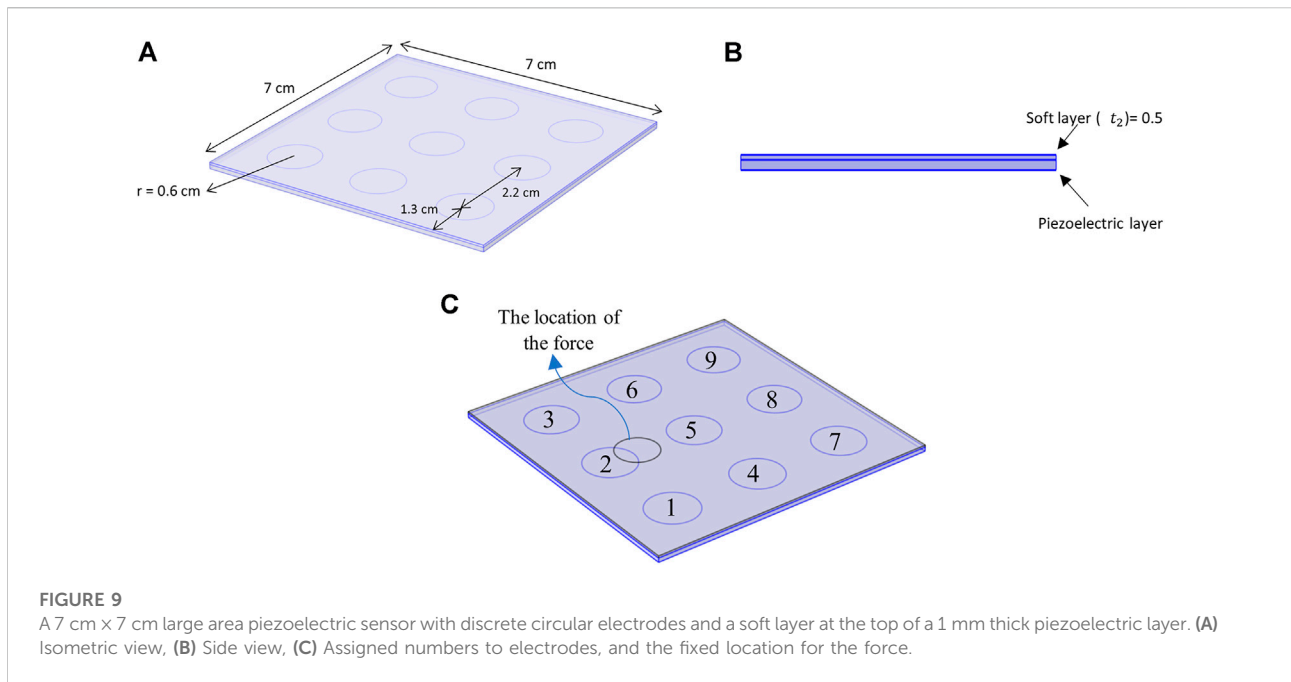 A
7 cm
7 cm
r = 0.6 cm
2.2 cm
1.3 cm
B
Soft layer ( t₂)= 0.5
Piezoelectric layer
C
The location of
the force
9
6
8
3
5
7
2
4
1
FIGURE 9
A 7 cm × 7 cm large area piezoelectric sensor with discrete circular electrodes and a soft layer at the top of a 1 mm thick piezoelectric layer. (A)
Isometric view, (B) Side view, (C) Assigned numbers to electrodes, and the fixed location for the force.